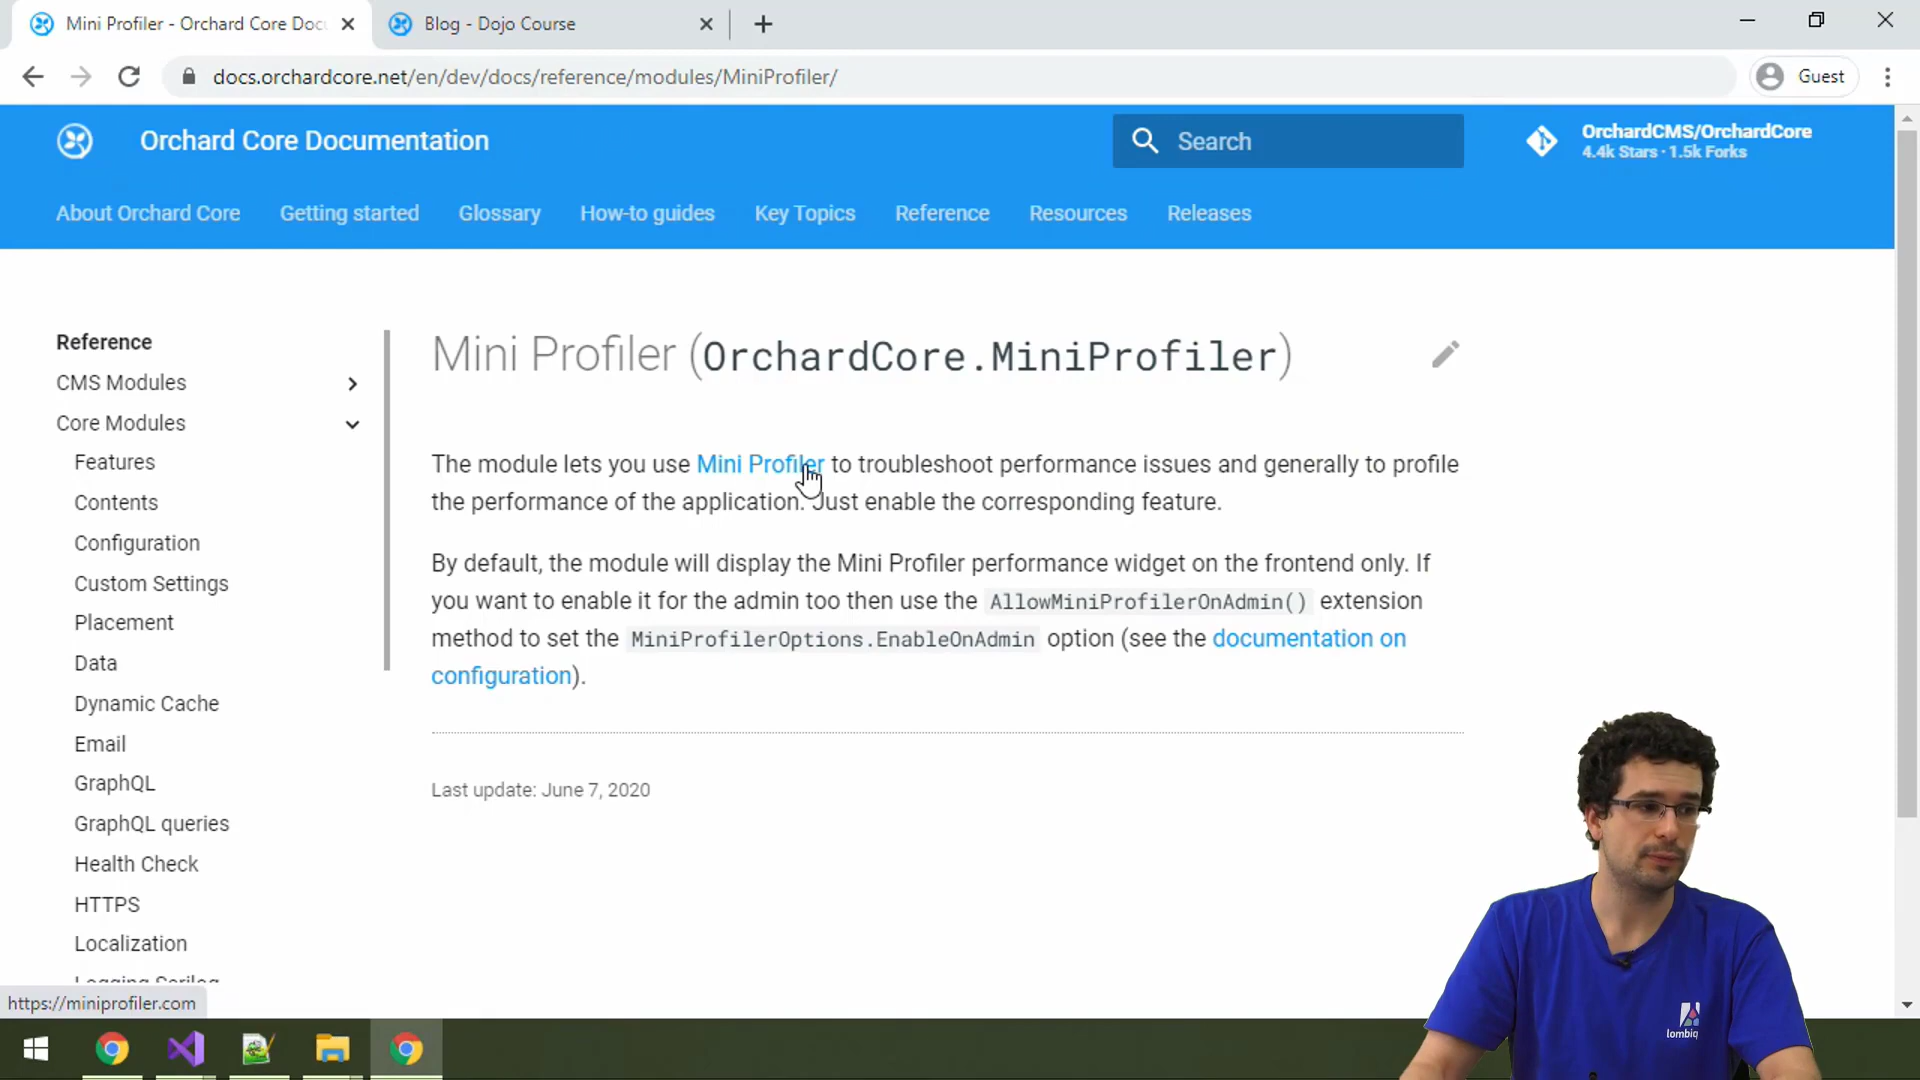 Mini Profiler - Orchard Core Doc
Blog - Dojo Course
docs.orchardcore.net/en/dev/docs/reference/modules/MiniProfiler/
Guest
Orchard Core Documentation
Search
OrchardCMS/OrchardCore
4.4k Stars · 1.5k Forks
About Orchard Core
Getting started
Glossary
How-to guides
Key Topics
Reference
Resources
Releases
Reference
CMS Modules
Core Modules
Features
Contents
Configuration
Custom Settings
Placement
Data
Dynamic Cache
Email
GraphQL
GraphQL queries
Health Check
HTTPS
Localization
Logging Serilog
Mini Profiler (OrchardCore.MiniProfiler)
The module lets you use Mini Profiler to troubleshoot performance issues and generally to profile
the performance of the application. Just enable the corresponding feature.
By default, the module will display the Mini Profiler performance widget on the frontend only. If
you want to enable it for the admin too then use the AllowMiniProfilerOnAdmin() extension
method to set the MiniProfilerOptions.EnableOnAdmin option (see the documentation on
configuration).
Last update: June 7, 2020
https://miniprofiler.com
lombiq